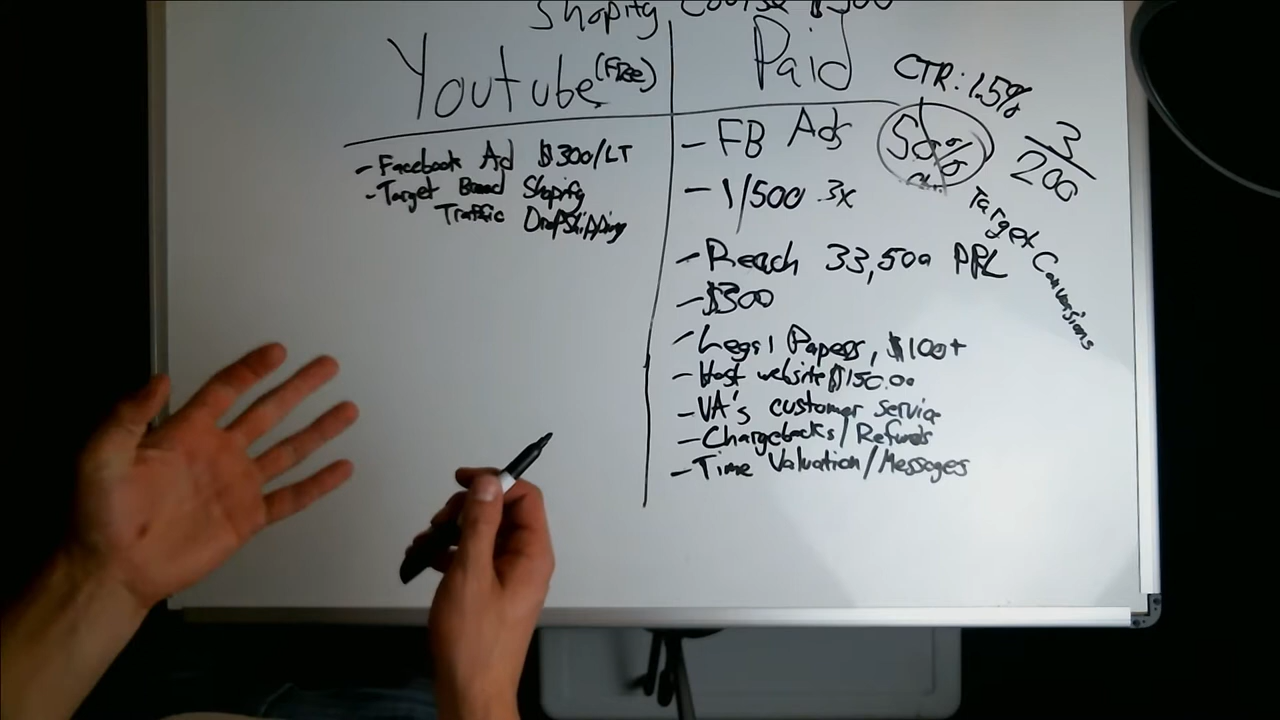 Shopify Course $300
Youtube (FREE)
- Facebook Ad $300/LT
- Target Broad Shopify
Traffic DropShipping
Paid
CTR: 1.5%
- FB Ads
3/200
- 1/500 3x
Target Conversions
- Reach 33,500 PPL
- $300
- Legal Papers, $100+
- Host website $150.00
- VA's customer service
- Chargebacks/Refunds
- Time Valuation/Messages